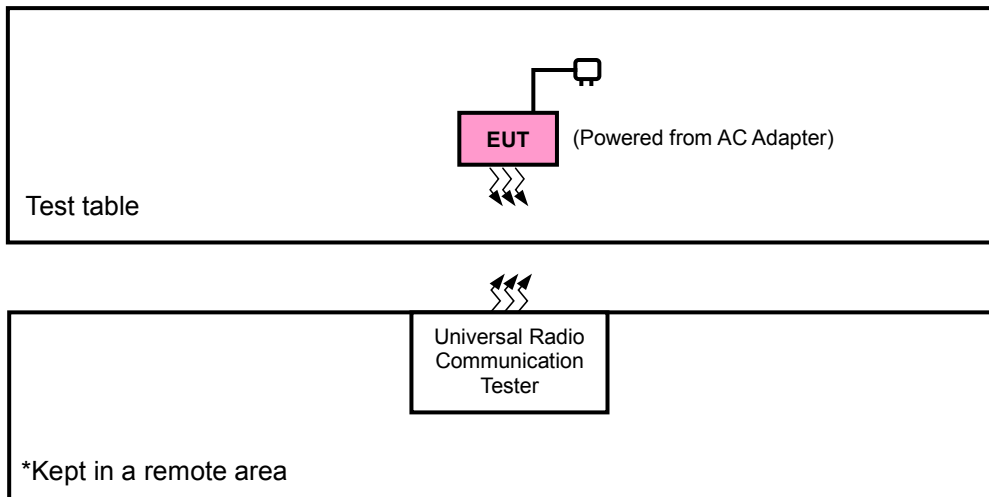 EUT
(Powered from AC Adapter)
Test table
Universal Radio
Communication
Tester
*Kept in a remote area